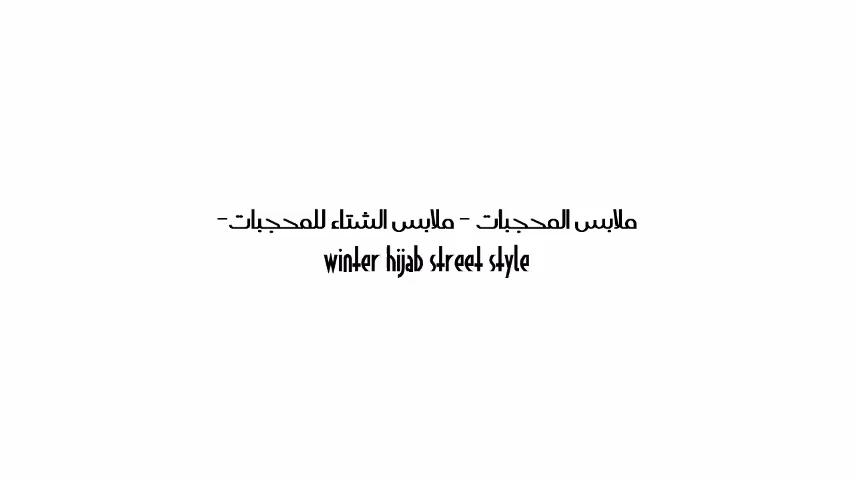 ملابس المحجبات - ملابس الشتاء للمحجبات-
winter hijab street style